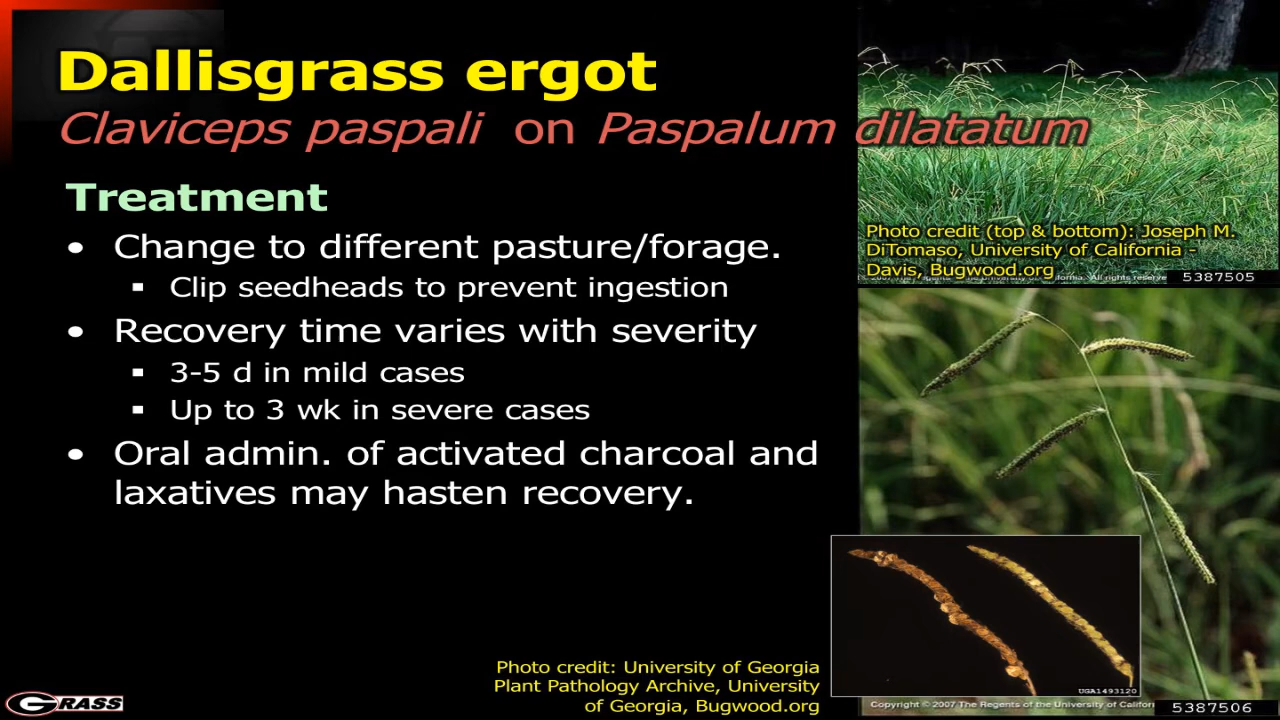 Dallisgrass ergot
Claviceps paspali on Paspalum dilatatum
Treatment
• Change to different pasture/forage.
▪ Clip seedheads to prevent ingestion
• Recovery time varies with severity
▪ 3-5 d in mild cases
▪ Up to 3 wk in severe cases
• Oral admin. of activated charcoal and
laxatives may hasten recovery.
Photo credit (top & bottom): Joseph M.
DiTomaso, University of California -
Davis, Bugwood.org
All rights reserve
5387505
UGA1493120
Photo credit: University of Georgia
Plant Pathology Archive, University
of Georgia, Bugwood.org
Copyright © 2007 The Regents of the University of Califor
5387506
GRASS